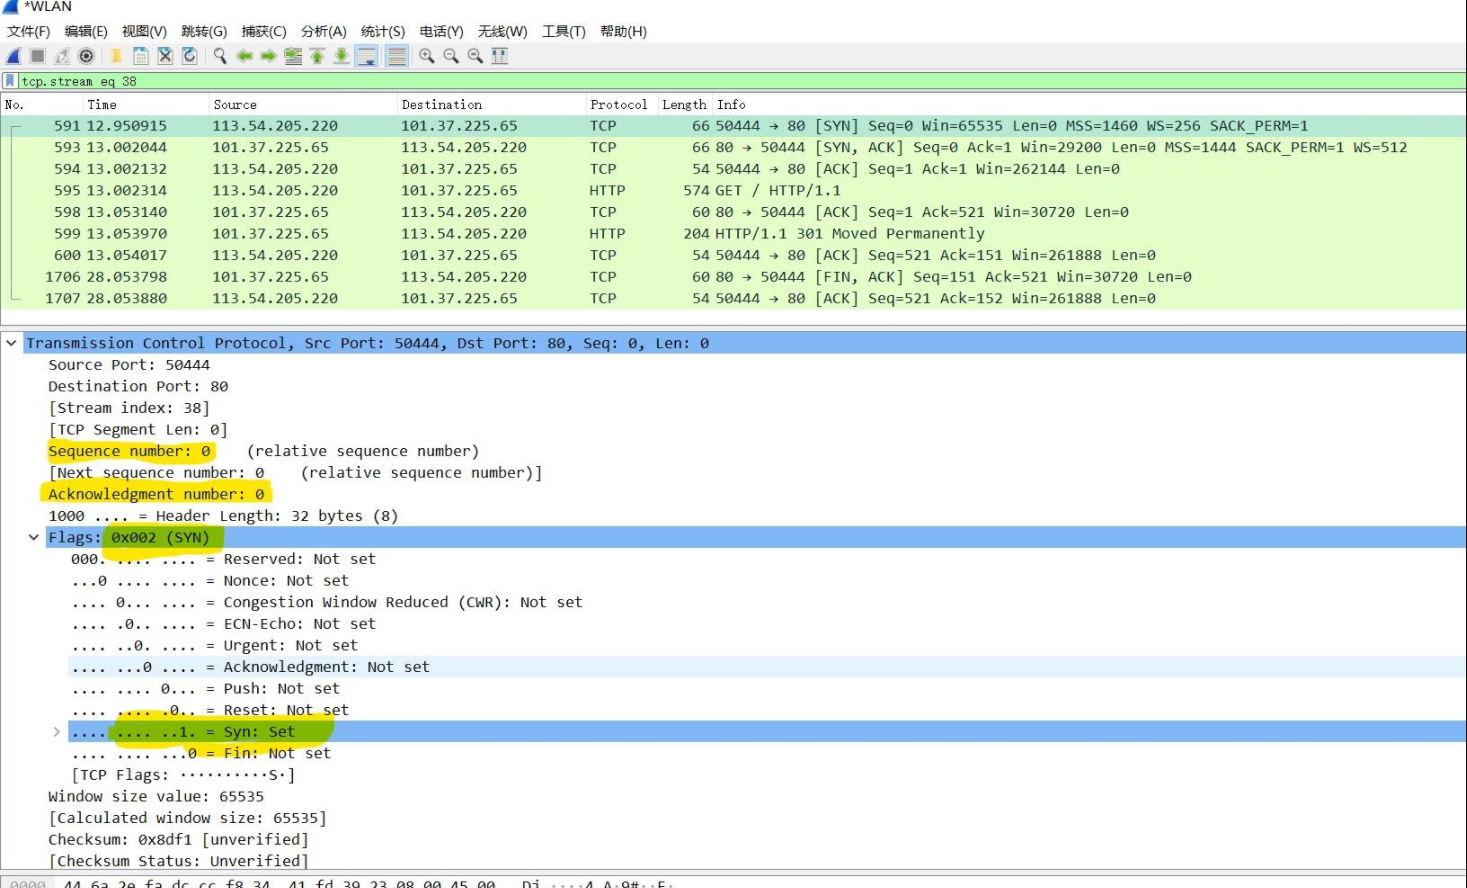 *WLAN
文件(F) 编辑(E) 视图(V) 跳转(G) 捕获(C) 分析(A) 统计(S) 电话(Y) 无线(W) 工具(T) 帮助(H)
tcp.stream eq 38
No. Time Source Destination Protocol Length Info
591 12.950915 113.54.205.220 101.37.225.65 TCP 66 50444 → 80 [SYN] Seq=0 Win=65535 Len=0 MSS=1460 WS=256 SACK_PERM=1
593 13.002044 101.37.225.65 113.54.205.220 TCP 66 80 → 50444 [SYN, ACK] Seq=0 Ack=1 Win=29200 Len=0 MSS=1444 SACK_PERM=1 WS=512
594 13.002132 113.54.205.220 101.37.225.65 TCP 54 50444 → 80 [ACK] Seq=1 Ack=1 Win=262144 Len=0
595 13.002314 113.54.205.220 101.37.225.65 HTTP 574 GET / HTTP/1.1
598 13.053140 101.37.225.65 113.54.205.220 TCP 60 80 → 50444 [ACK] Seq=1 Ack=521 Win=30720 Len=0
599 13.053970 101.37.225.65 113.54.205.220 HTTP 204 HTTP/1.1 301 Moved Permanently
600 13.054017 113.54.205.220 101.37.225.65 TCP 54 50444 → 80 [ACK] Seq=521 Ack=151 Win=261888 Len=0
1706 28.053798 101.37.225.65 113.54.205.220 TCP 60 80 → 50444 [FIN, ACK] Seq=151 Ack=521 Win=30720 Len=0
1707 28.053880 113.54.205.220 101.37.225.65 TCP 54 50444 → 80 [ACK] Seq=521 Ack=152 Win=261888 Len=0
Transmission Control Protocol, Src Port: 50444, Dst Port: 80, Seq: 0, Len: 0
Source Port: 50444
Destination Port: 80
[Stream index: 38]
[TCP Segment Len: 0]
Sequence number: 0 (relative sequence number)
[Next sequence number: 0 (relative sequence number)]
Acknowledgment number: 0
1000 .... = Header Length: 32 bytes (8)
Flags: 0x002 (SYN)
000. .... .... = Reserved: Not set
...0 .... .... = Nonce: Not set
.... 0... .... = Congestion Window Reduced (CWR): Not set
.... .0.. .... = ECN-Echo: Not set
.... ..0. .... = Urgent: Not set
.... ...0 .... = Acknowledgment: Not set
.... .... 0... = Push: Not set
.... .... .0.. = Reset: Not set
.... .... ..1. = Syn: Set
.... .... ...0 = Fin: Not set
[TCP Flags: ··········S·]
Window size value: 65535
[Calculated window size: 65535]
Checksum: 0x8df1 [unverified]
[Checksum Status: Unverified]
0000 44 6a 2e fa dc cc f8 34 41 fd 39 23 08 00 45 00 Dj.....4 A.9#..E.